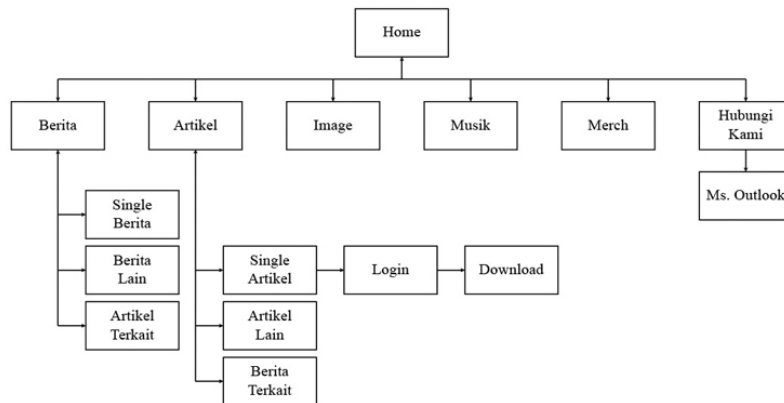 Home
Berita
Artikel
Image
Musik
Merch
Hubungi
Kami
Ms. Outlook
Single
Berita
Berita
Lain
Artikel
Terkait
Single
Artikel
Login
Download
Artikel
Lain
Berita
Terkait